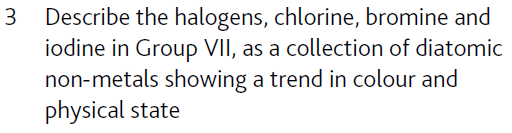 3 Describe the halogens, chlorine, bromine and
iodine in Group VII, as a collection of diatomic
non-metals showing a trend in colour and
physical state